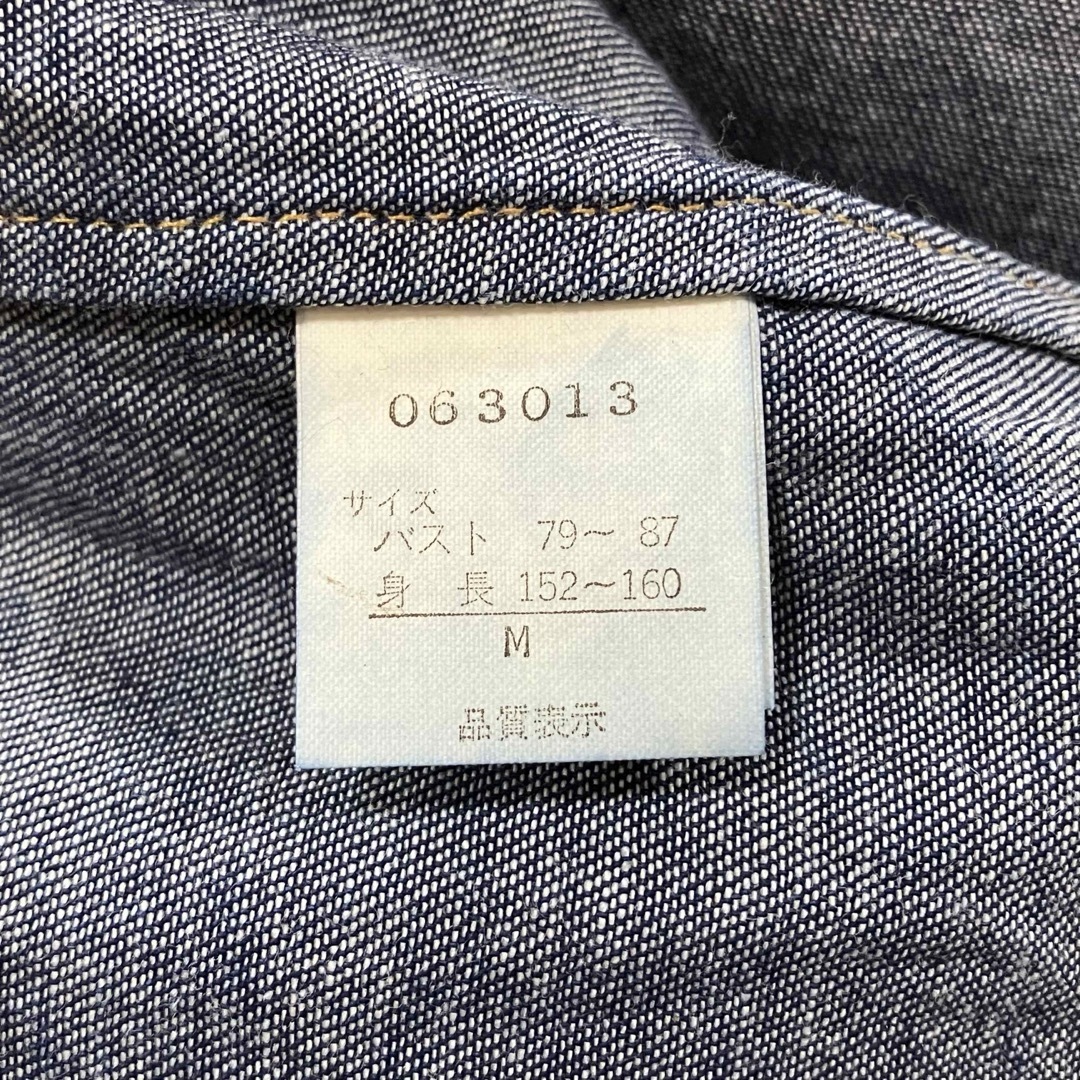 063013
サイズ
バスト 79〜 87
身 長 152〜160
M
品質表示